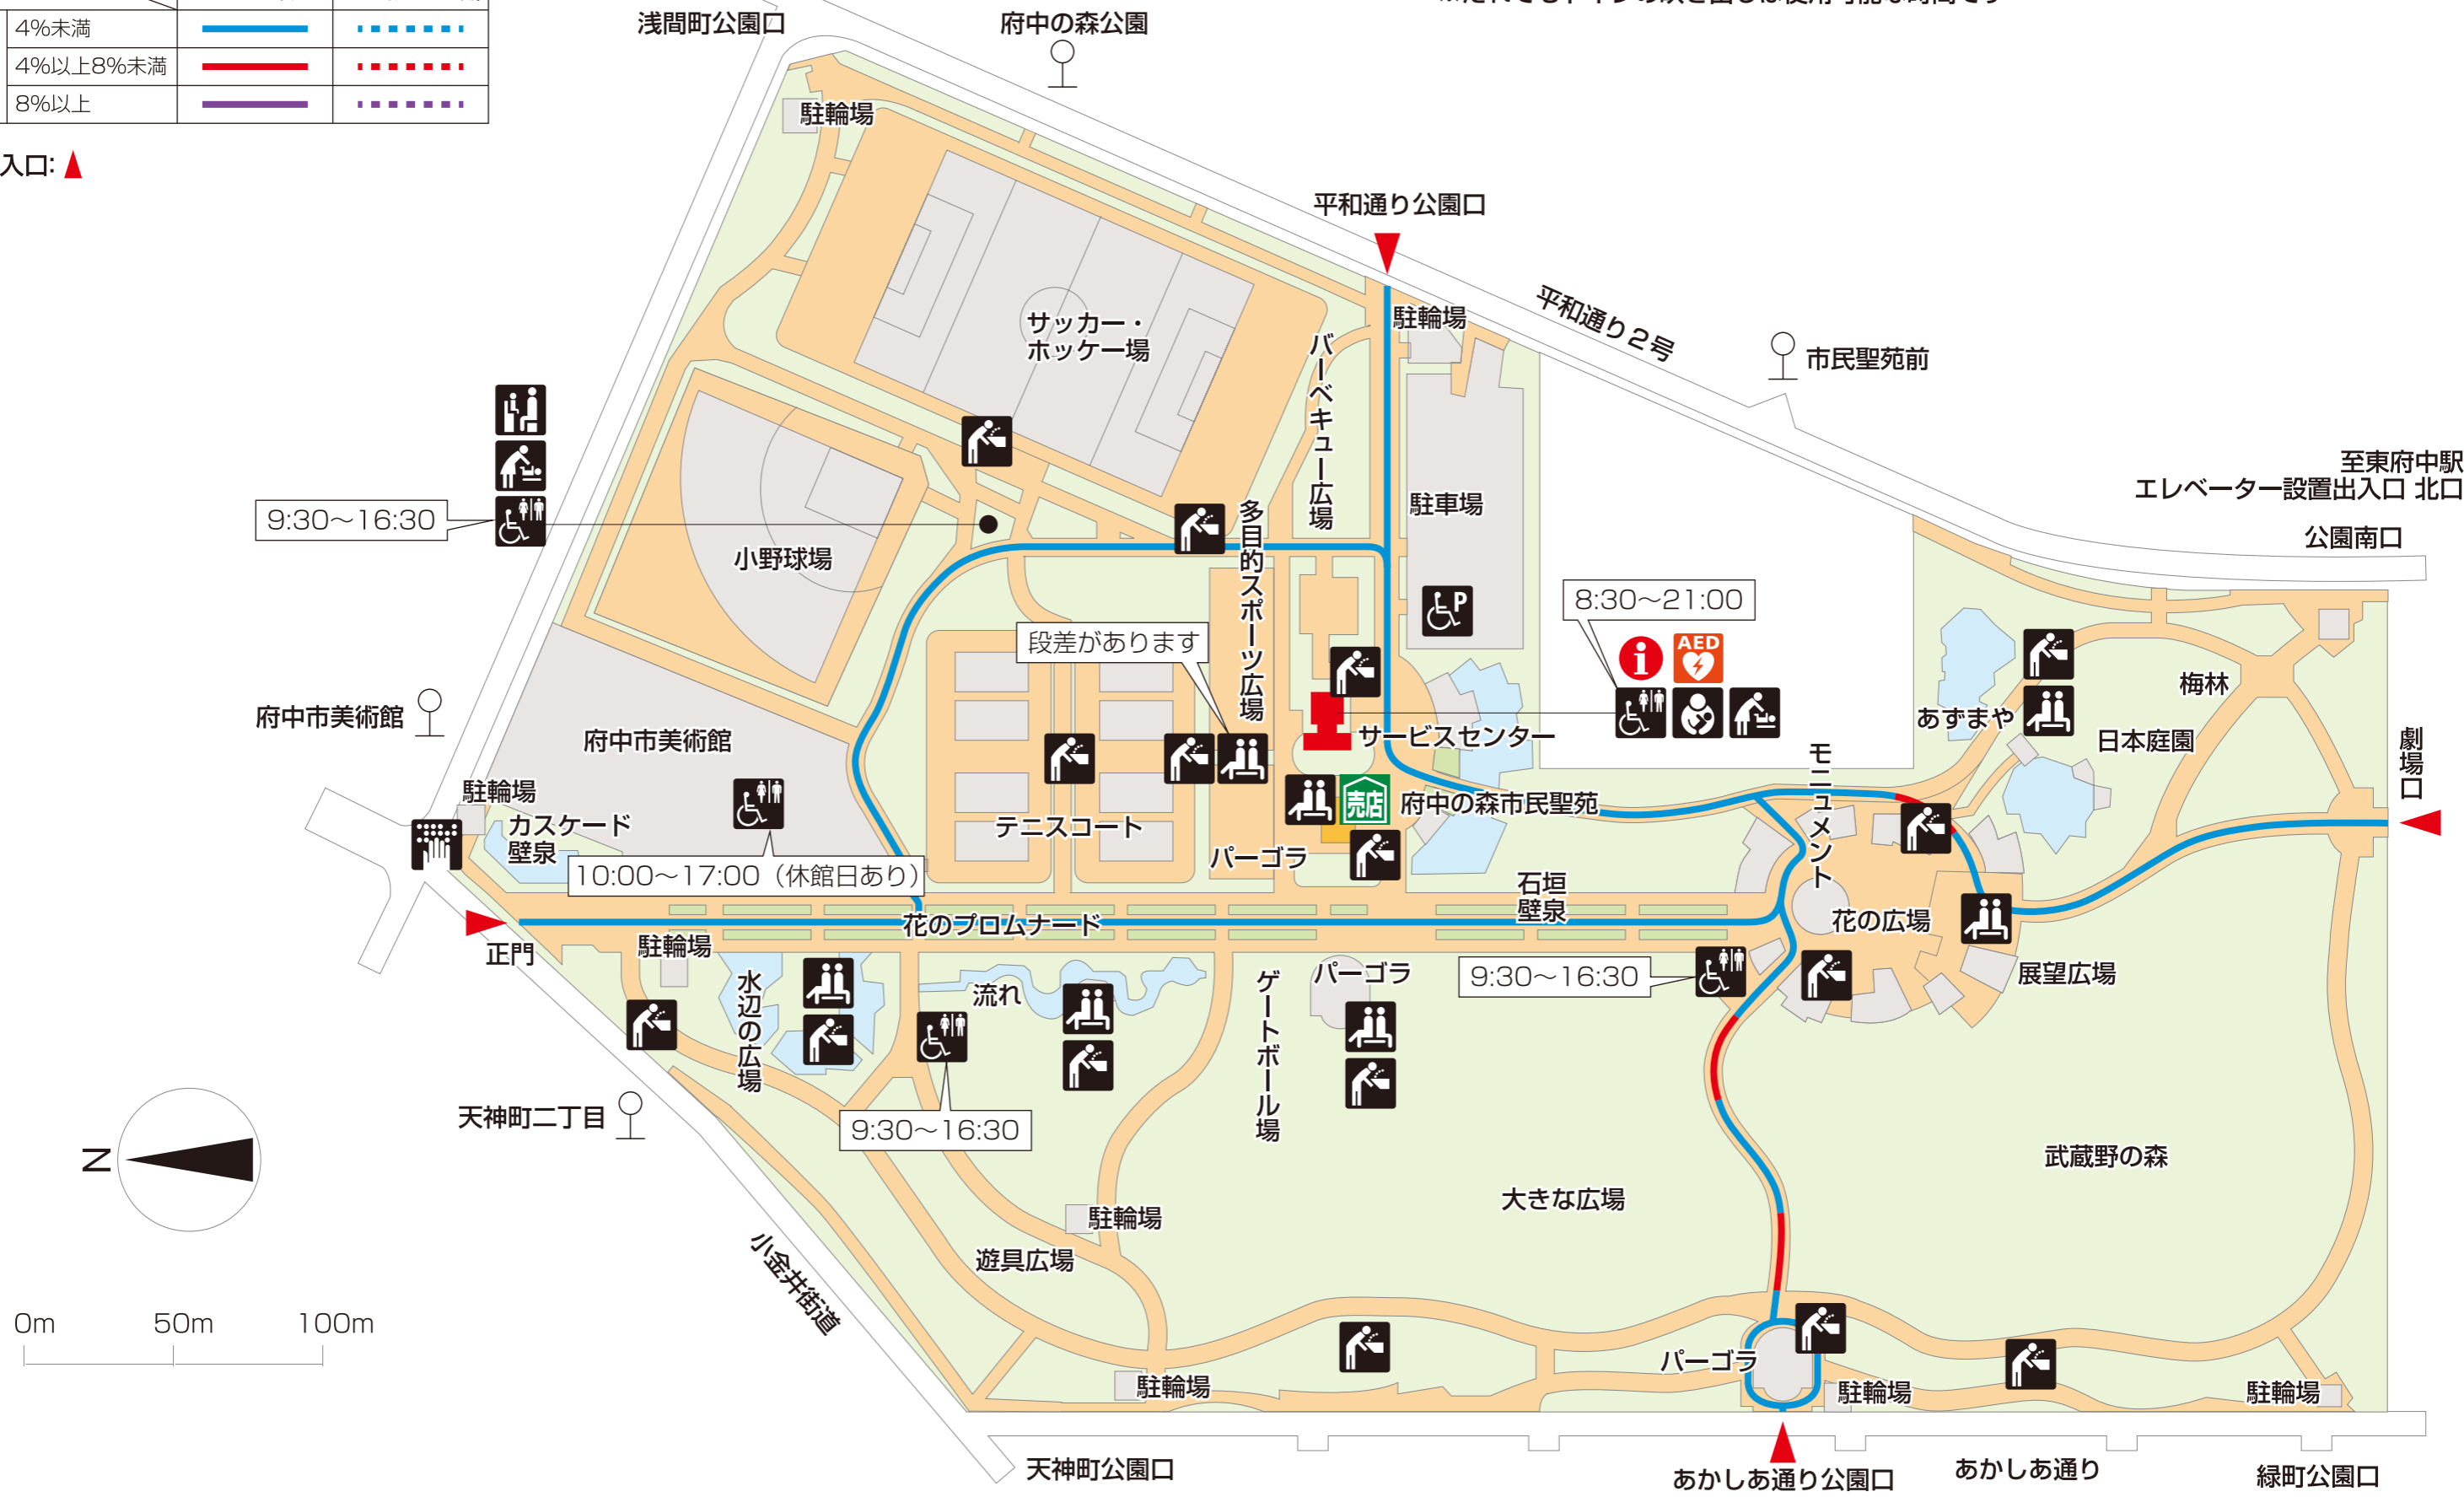 4%未満
4%以上8%未満
8%以上
入口:
浅間町公園口
府中の森公園
駐輪場
平和通り公園口
駐輪場
平和通り2号
市民聖苑前
サッカー・
ホッケー場
バーベキュー広場
至東府中駅
エレベーター設置出入口 北口
公園南口
9:30〜16:30
多目的スポーツ広場
駐車場
P
小野球場
8:30〜21:00
i
AED
段差があります
府中市美術館
府中市美術館
サービスセンター
あずまや
梅林
日本庭園
劇場口
モニュメント
駐輪場
カスケード
壁泉
10:00〜17:00(休館日あり)
テニスコート
パーゴラ
売店
府中の森市民聖苑
石垣
壁泉
花の広場
正門
花のプロムナード
駐輪場
水辺の広場
流れ
ゲートボール場
パーゴラ
9:30〜16:30
展望広場
天神町二丁目
9:30〜16:30
N
武蔵野の森
大きな広場
駐輪場
遊具広場
小金井街道
0m
50m
100m
パーゴラ
駐輪場
駐輪場
駐輪場
天神町公園口
あかしあ通り公園口
あかしあ通り
緑町公園口